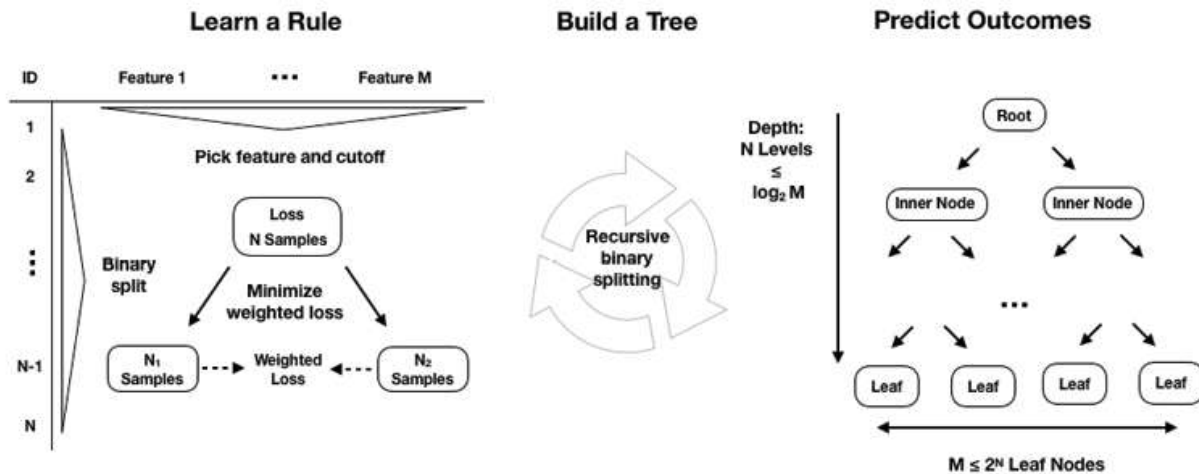 Learn a Rule
Build a Tree
Predict Outcomes
ID
Feature 1
...
Feature M
1
2
⋮
N-1
N
Pick feature and cutoff
Loss
N Samples
Binary
split
Minimize
weighted loss
N₁
Samples
Weighted
Loss
N₂
Samples
Recursive
binary
splitting
Depth:
N Levels
≤
log₂ M
Root
Inner Node
Inner Node
...
Leaf
Leaf
Leaf
Leaf
M ≤ 2ᴺ Leaf Nodes